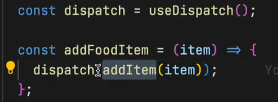 const dispatch = useDispatch();
const addFoodItem = (item) => {
dispatch(addItem(item));
};